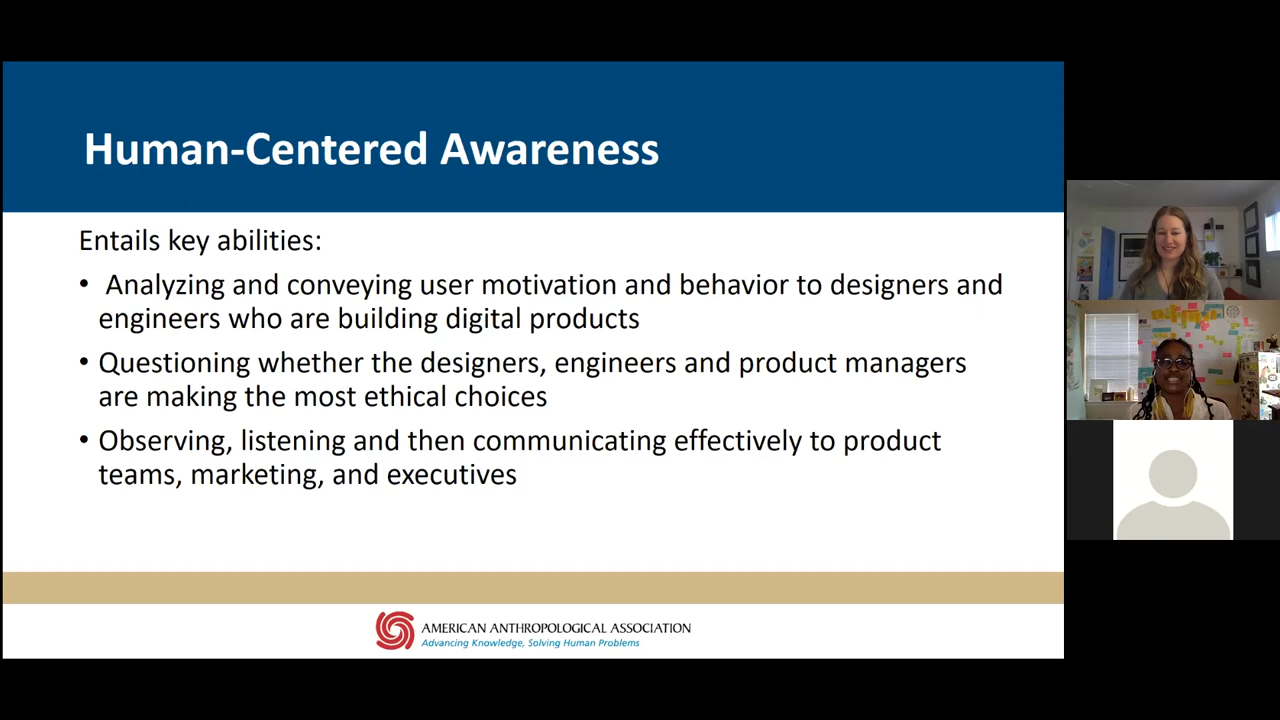 Human-Centered Awareness
Entails key abilities:
• Analyzing and conveying user motivation and behavior to designers and
engineers who are building digital products
• Questioning whether the designers, engineers and product managers
are making the most ethical choices
• Observing, listening and then communicating effectively to product
teams, marketing, and executives
AMERICAN ANTHROPOLOGICAL ASSOCIATION
Advancing Knowledge, Solving Human Problems